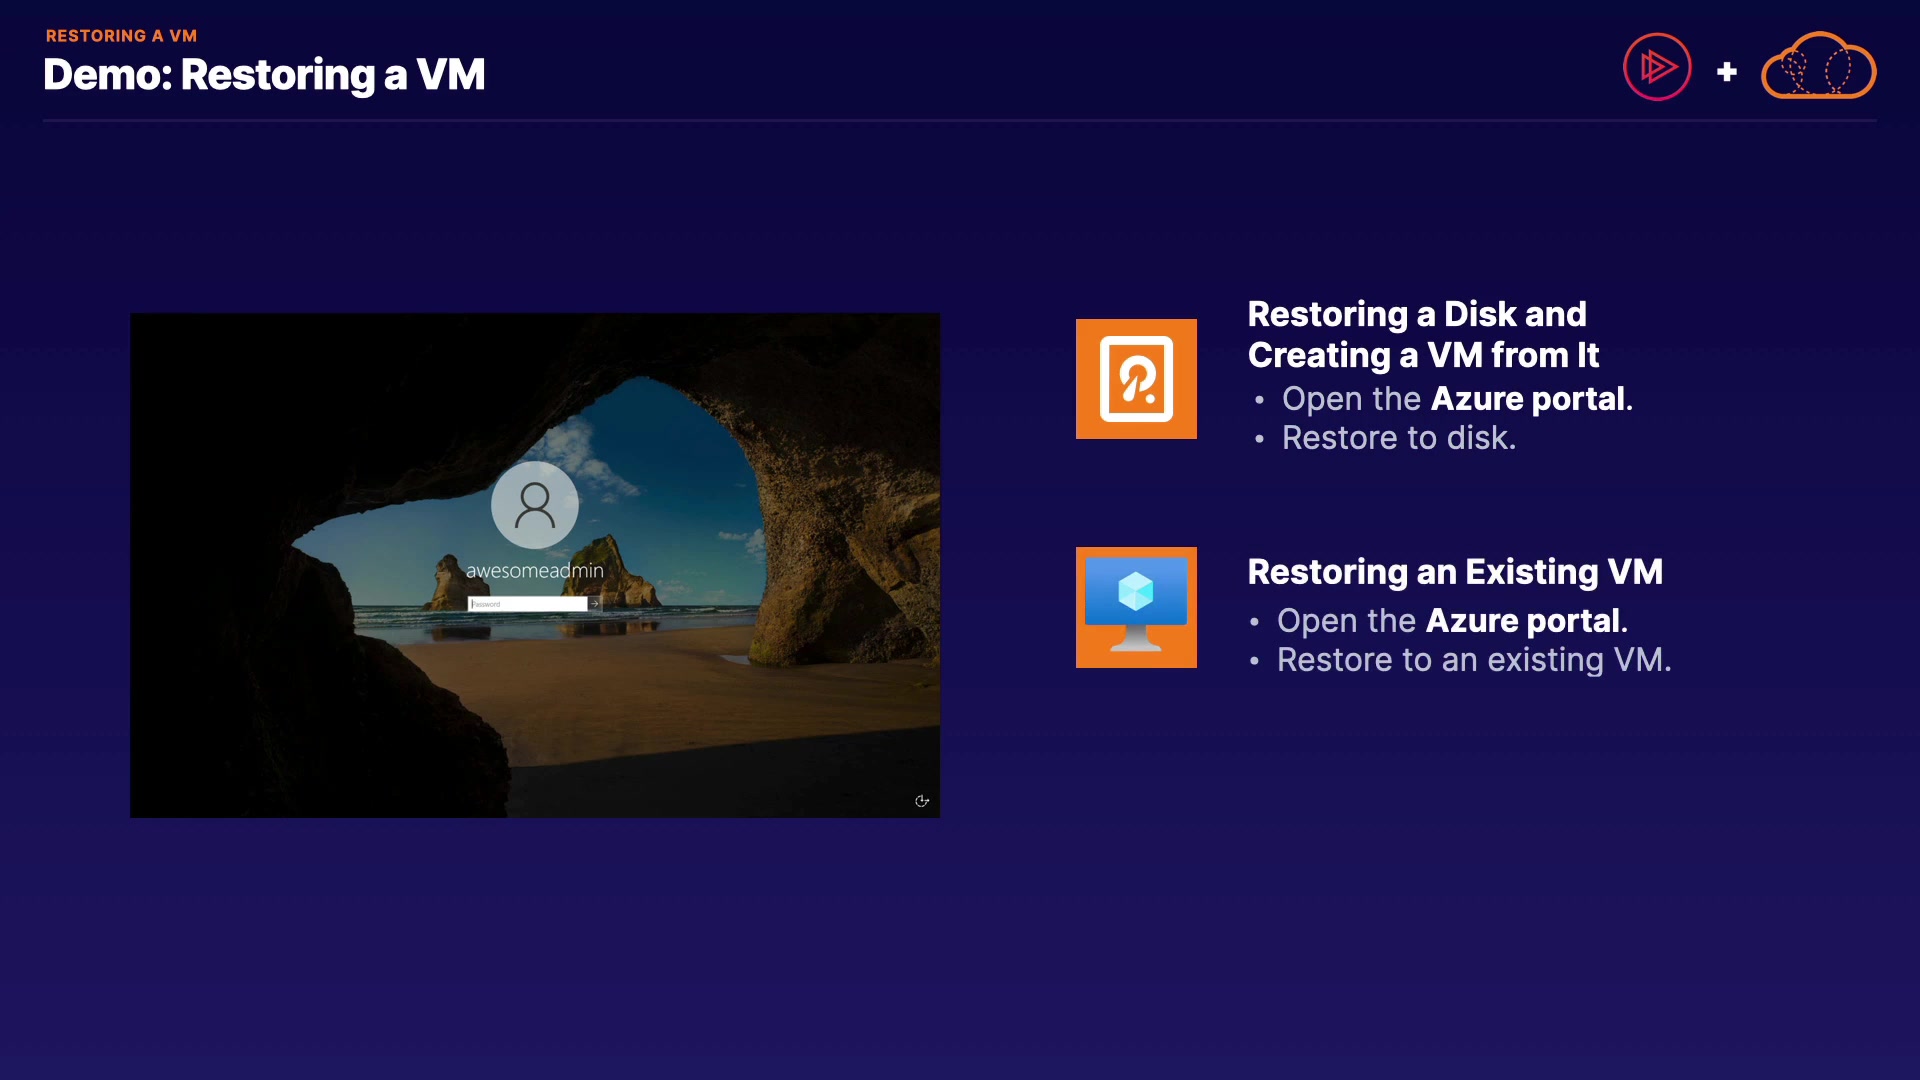 RESTORING A VM
Demo: Restoring a VM
+
awesomeadmin
Password
Restoring a Disk and
Creating a VM from It
• Open the Azure portal.
• Restore to disk.
Restoring an Existing VM
• Open the Azure portal.
• Restore to an existing VM.